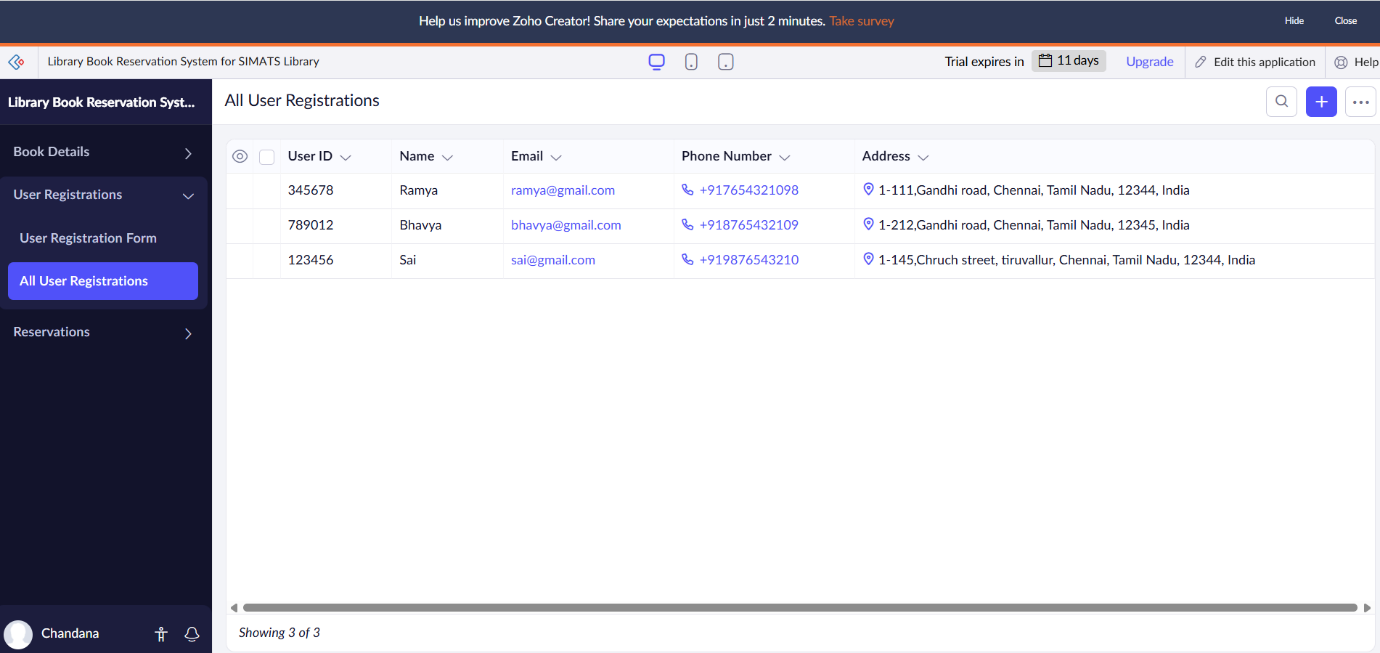 Help us improve Zoho Creator! Share your expectations in just 2 minutes. Take survey Hide Close
Library Book Reservation System for SIMATS Library Trial expires in 11 days Upgrade Edit this application Help
Library Book Reservation Syst... All User Registrations
Book Details
User Registrations
User Registration Form
All User Registrations
Reservations
User ID Name Email Phone Number Address
345678 Ramya ramya@gmail.com +917654321098 1-111,Gandhi road, Chennai, Tamil Nadu, 12344, India
789012 Bhavya bhavya@gmail.com +918765432109 1-212,Gandhi road, Chennai, Tamil Nadu, 12345, India
123456 Sai sai@gmail.com +919876543210 1-145,Chruch street, tiruvallur, Chennai, Tamil Nadu, 12344, India
Chandana
Showing 3 of 3